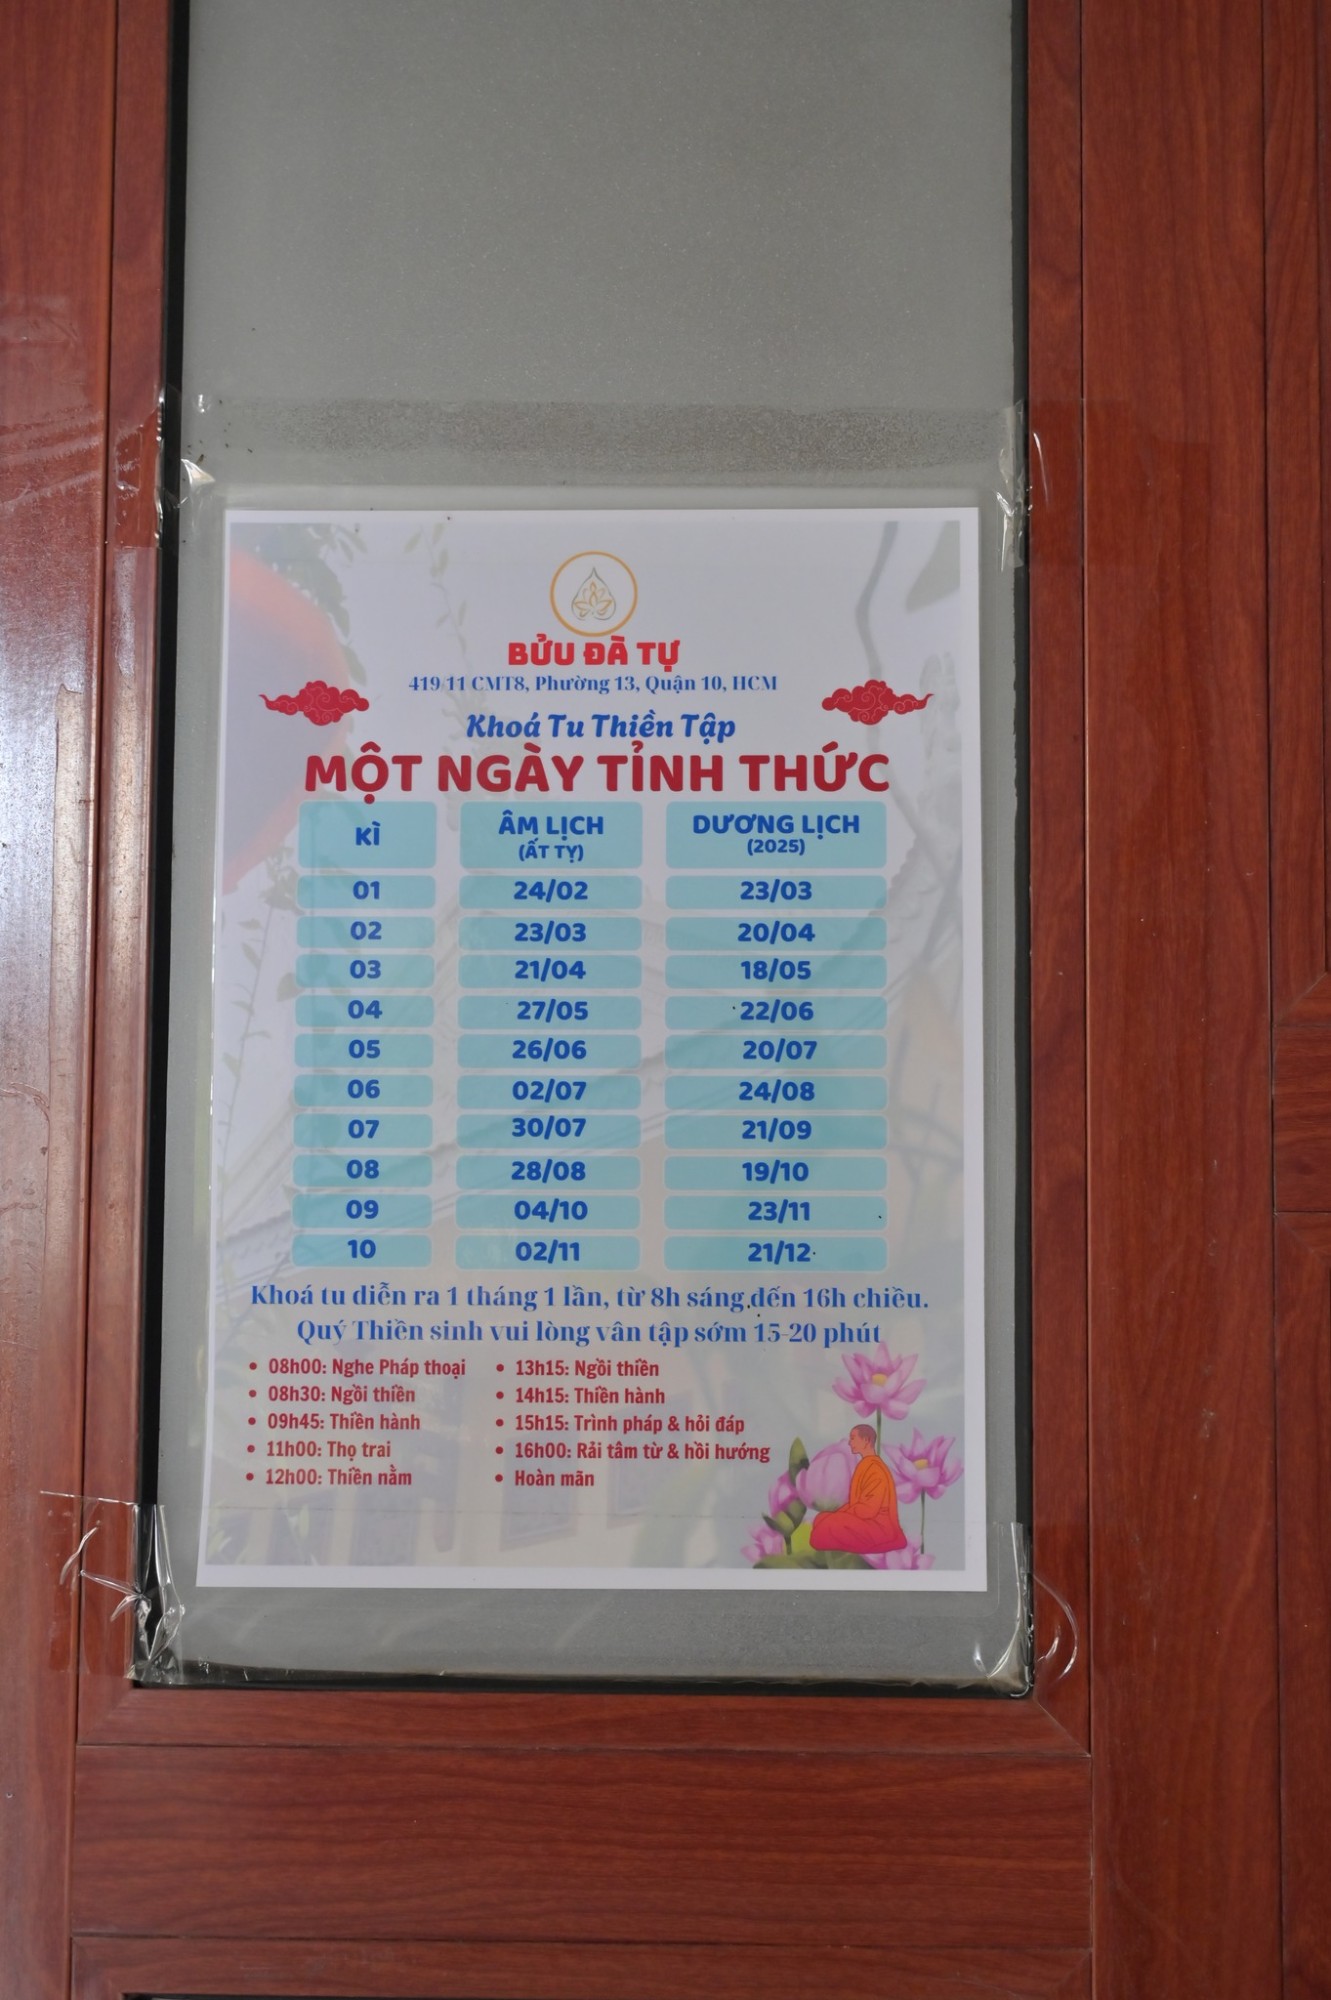 BỬU ĐÀ TỰ
419/11 CMT8, Phường 13, Quận 10, HCM
Khoá Tu Thiền Tập
MỘT NGÀY TỈNH THỨC
KÌ ÂM LỊCH (ẤT TỴ) DƯƠNG LỊCH (2025)
01 24/02 23/03
02 23/03 20/04
03 21/04 18/05
04 27/05 22/06
05 26/06 20/07
06 02/07 24/08
07 30/07 21/09
08 28/08 19/10
09 04/10 23/11
10 02/11 21/12
Khoá tu diễn ra 1 tháng 1 lần, từ 8h sáng đến 16h chiều.
Quý Thiền sinh vui lòng vân tập sớm 15-20 phút
• 08h00: Nghe Pháp thoại
• 08h30: Ngồi thiền
• 09h45: Thiền hành
• 11h00: Thọ trai
• 12h00: Thiền nằm
• 13h15: Ngồi thiền
• 14h15: Thiền hành
• 15h15: Trình pháp & hỏi đáp
• 16h00: Rải tâm từ & hồi hướng
• Hoàn mãn